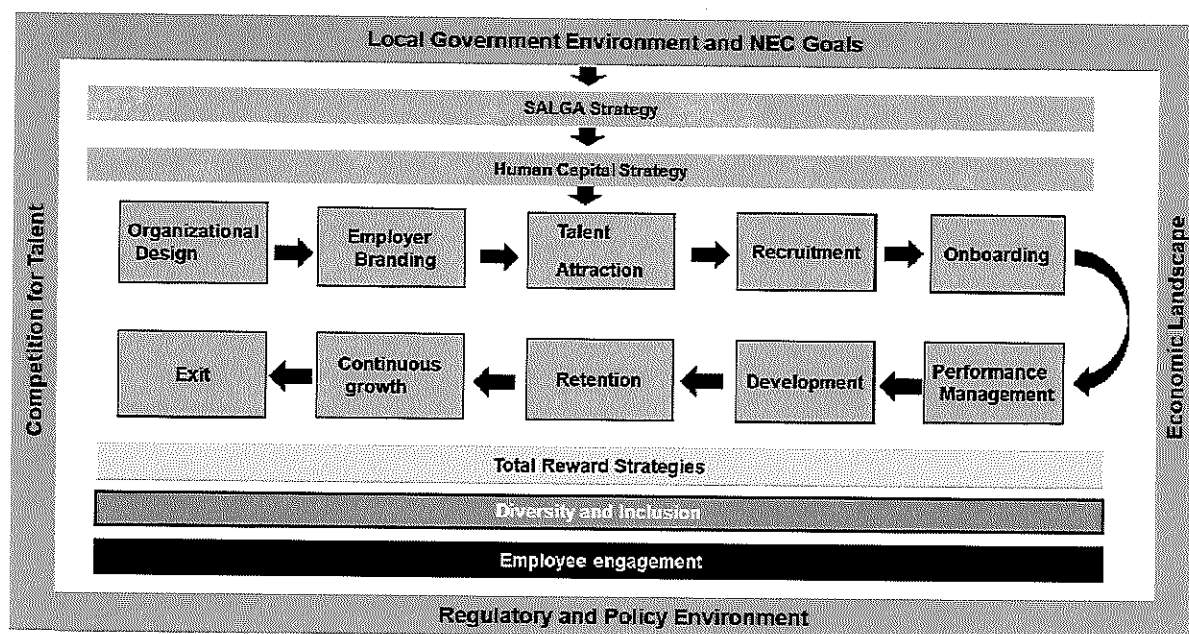 Local Government Environment and NEC Goals
SALGA Strategy
Human Capital Strategy
Competition for Talent
Economic Landscape
Organizational
Design
Employer
Branding
Talent
Attraction
Recruitment
Onboarding
Exit
Continuous
growth
Retention
Development
Performance
Management
Total Reward Strategies
Diversity and Inclusion
Employee engagement
Regulatory and Policy Environment